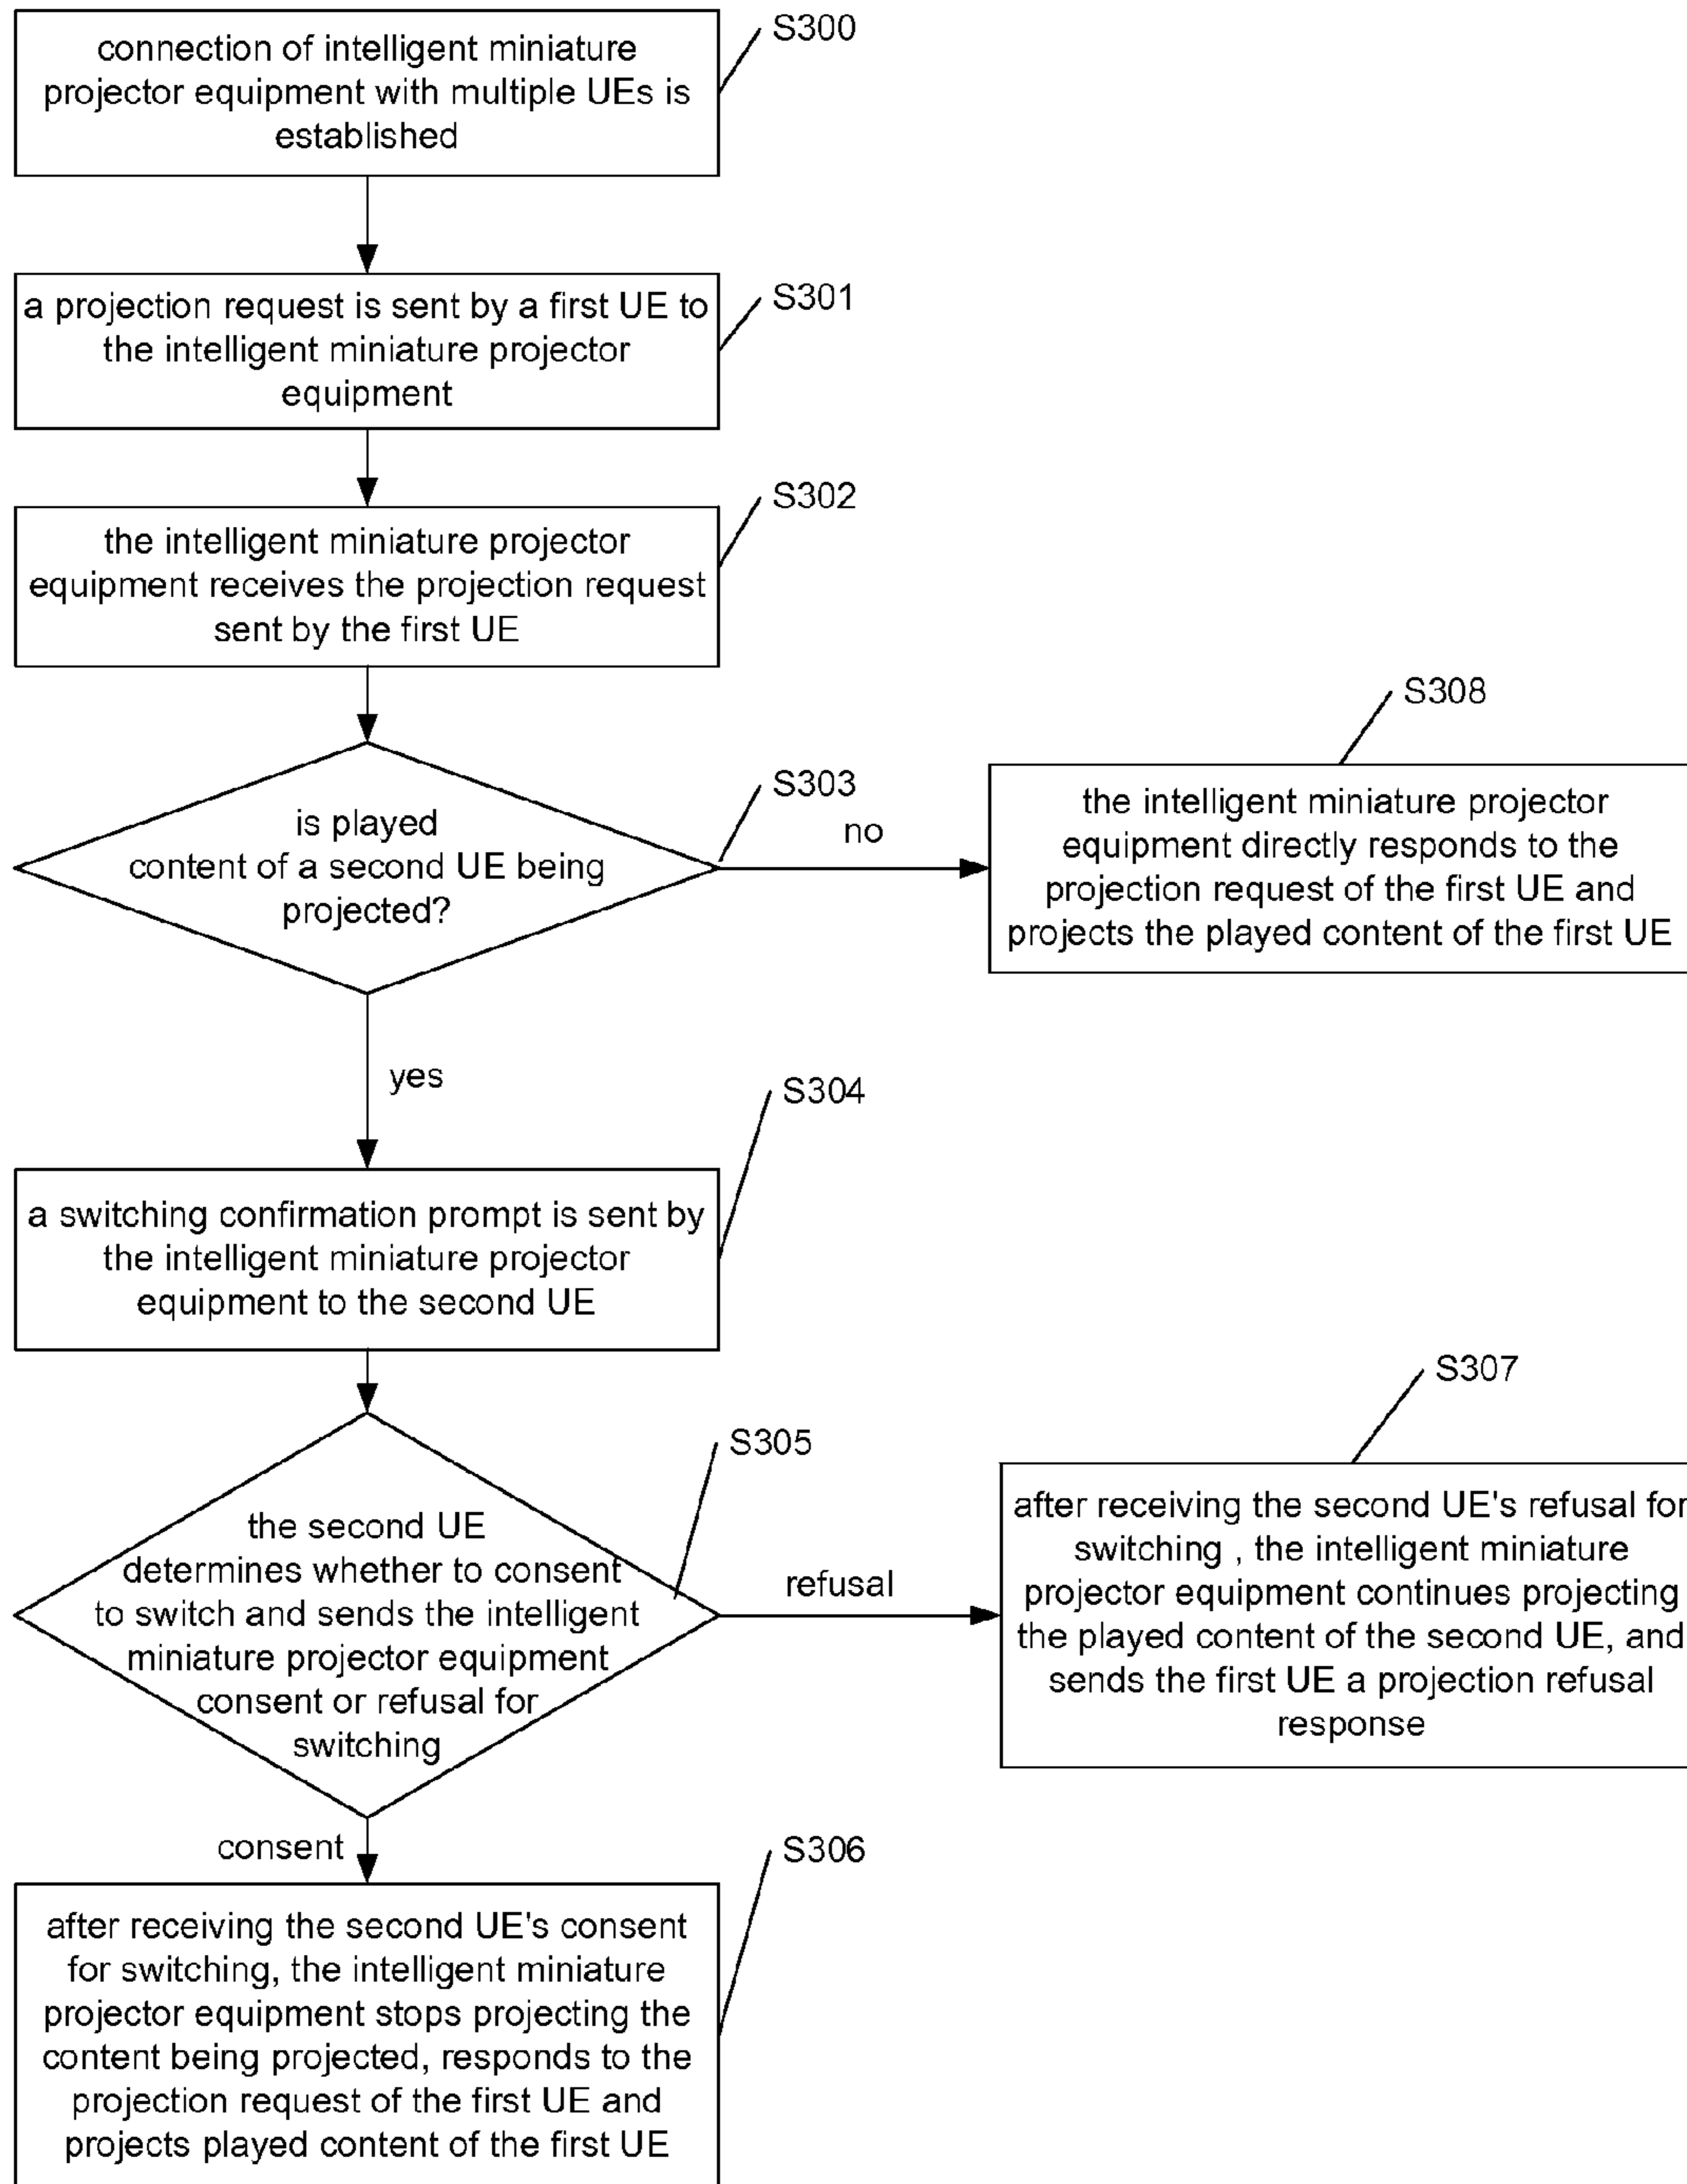 connection of intelligent miniature
projector equipment with multiple UEs is
established
S300
a projection request is sent by a first UE to
the intelligent miniature projector
equipment
S301
the intelligent miniature projector
equipment receives the projection request
sent by the first UE
S302
is played
content of a second UE being
projected?
S303
no
S308
the intelligent miniature projector
equipment directly responds to the
projection request of the first UE and
projects the played content of the first UE
yes
a switching confirmation prompt is sent by
the intelligent miniature projector
equipment to the second UE
S304
the second UE
determines whether to consent
to switch and sends the intelligent
miniature projector equipment
consent or refusal for
switching
S305
refusal
S307
after receiving the second UE's refusal for
switching , the intelligent miniature
projector equipment continues projecting
the played content of the second UE, and
sends the first UE a projection refusal
response
consent
S306
after receiving the second UE's consent
for switching, the intelligent miniature
projector equipment stops projecting the
content being projected, responds to the
projection request of the first UE and
projects played content of the first UE